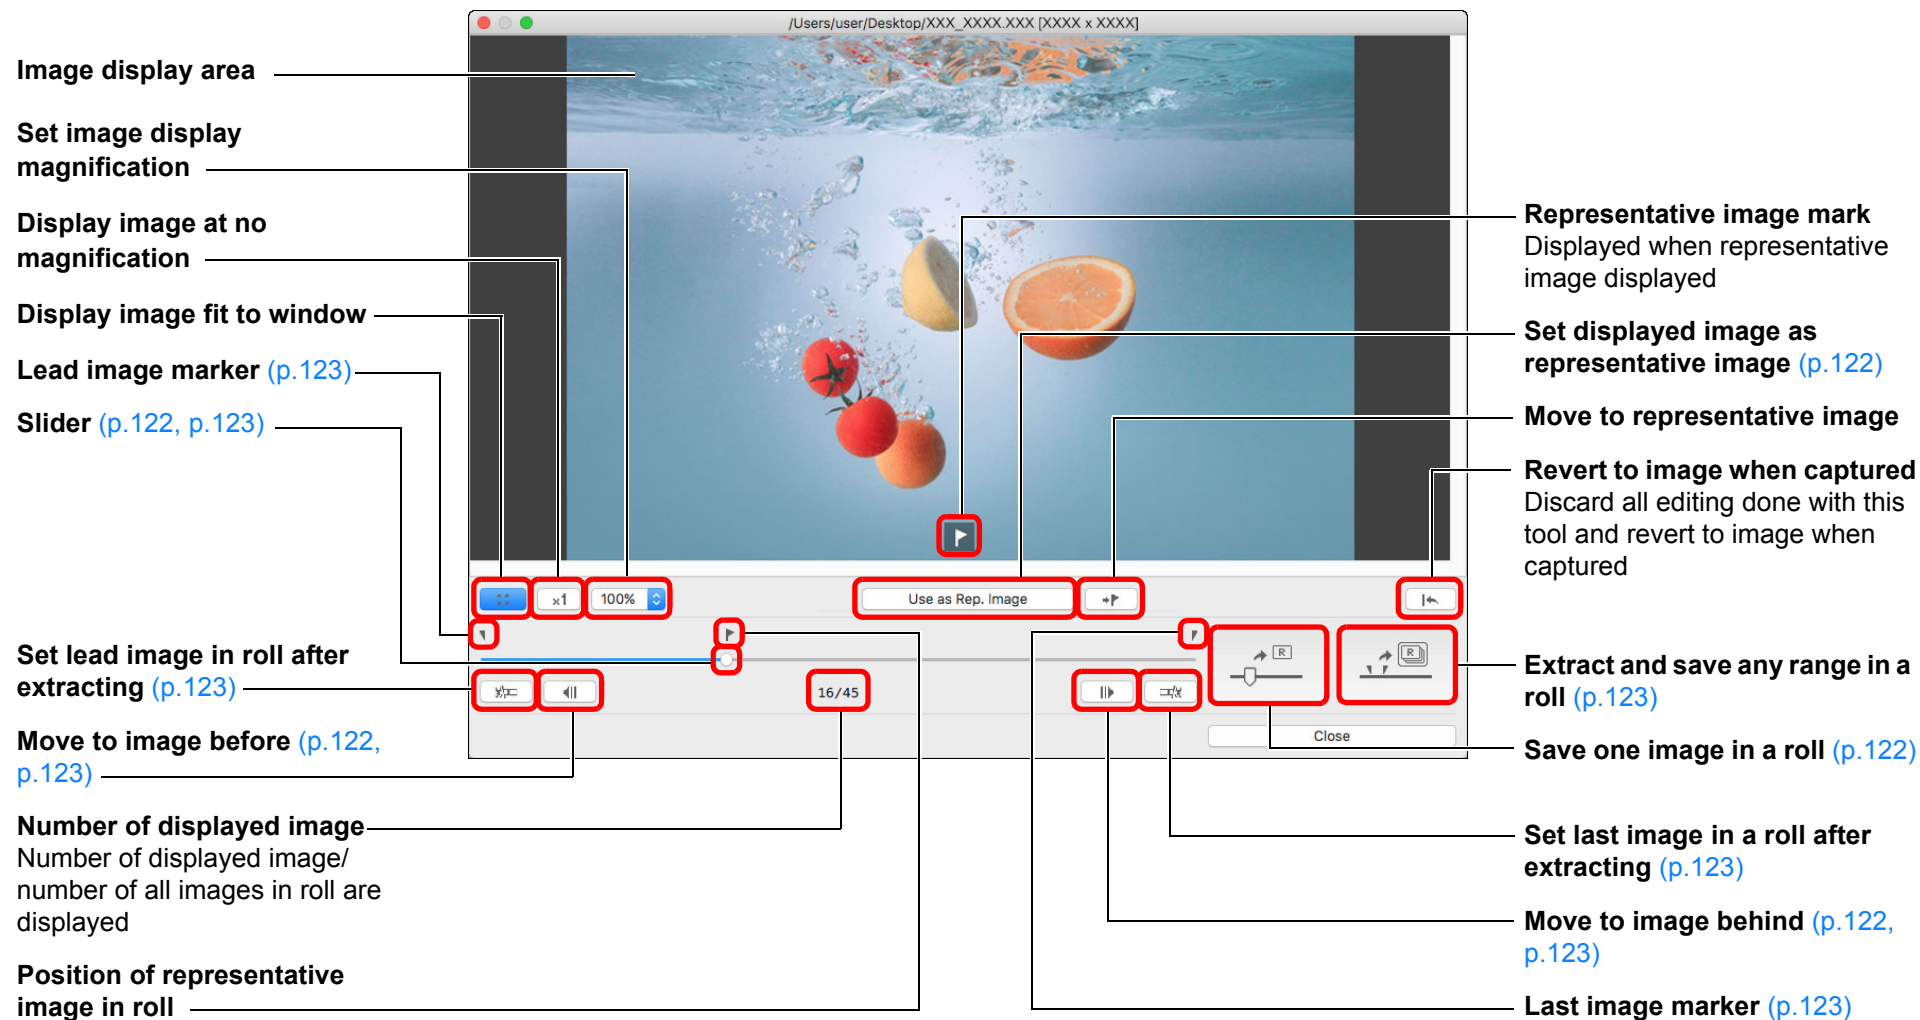 /Users/user/Desktop/XXX_XXXX.XXX [XXXX x XXXX]
Image display area
Set image display
magnification
Display image at no
magnification
Display image fit to window
Lead image marker (p.123)
Slider (p.122, p.123)
Set lead image in roll after
extracting (p.123)
Move to image before (p.122,
p.123)
Number of displayed image
Number of displayed image/
number of all images in roll are
displayed
Position of representative
image in roll
x1
100%
Use as Rep. Image
R
R
16/45
Close
Representative image mark
Displayed when representative
image displayed
Set displayed image as
representative image (p.122)
Move to representative image
Revert to image when captured
Discard all editing done with this
tool and revert to image when
captured
Extract and save any range in a
roll (p.123)
Save one image in a roll (p.122)
Set last image in a roll after
extracting (p.123)
Move to image behind (p.122,
p.123)
Last image marker (p.123)